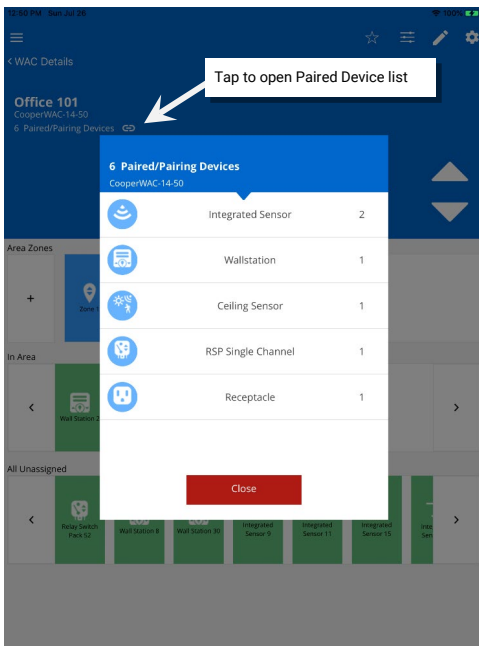 12:50 PM Sun Jul 26
100%
< WAC Details
Tap to open Paired Device list
Office 101
CooperWAC-14-50
6 Paired/Pairing Devices
6 Paired/Pairing Devices
CooperWAC-14-50
Integrated Sensor 2
Wallstation 1
Ceiling Sensor 1
RSP Single Channel 1
Receptacle 1
Close
Area Zones
+
Zone 1
In Area
< Wall Station 2 >
All Unassigned
<
Relay Switch Pack 52
Wall Station 8
Wall Station 30
Integrated Sensor 9
Integrated Sensor 11
Integrated Sensor 15
>